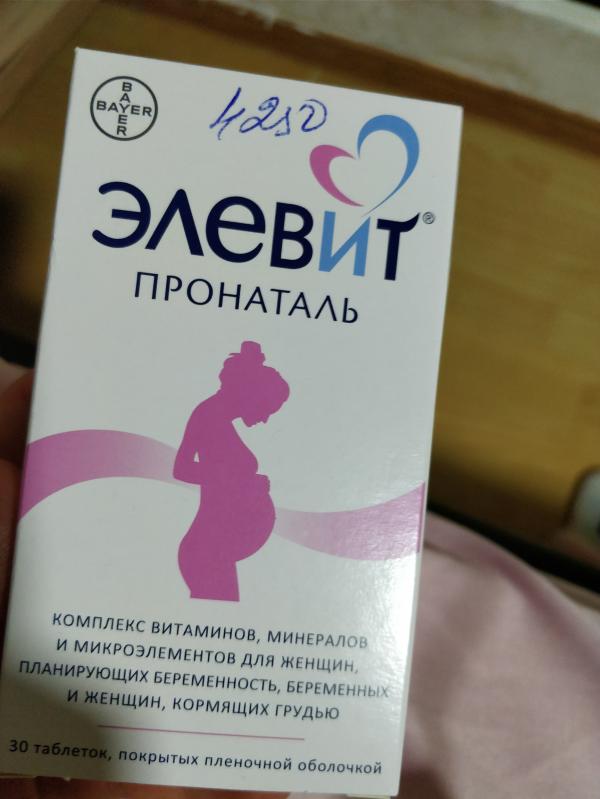 BAYER
BAYER
4250
ЭЛЕВИТ®
ПРОНАТАЛЬ
КОМПЛЕКС ВИТАМИНОВ, МИНЕРАЛОВ
И МИКРОЭЛЕМЕНТОВ ДЛЯ ЖЕНЩИН,
ПЛАНИРУЮЩИХ БЕРЕМЕННОСТЬ, БЕРЕМЕННЫХ
И ЖЕНЩИН, КОРМЯЩИХ ГРУДЬЮ
30 таблеток, покрытых пленочной оболочкой